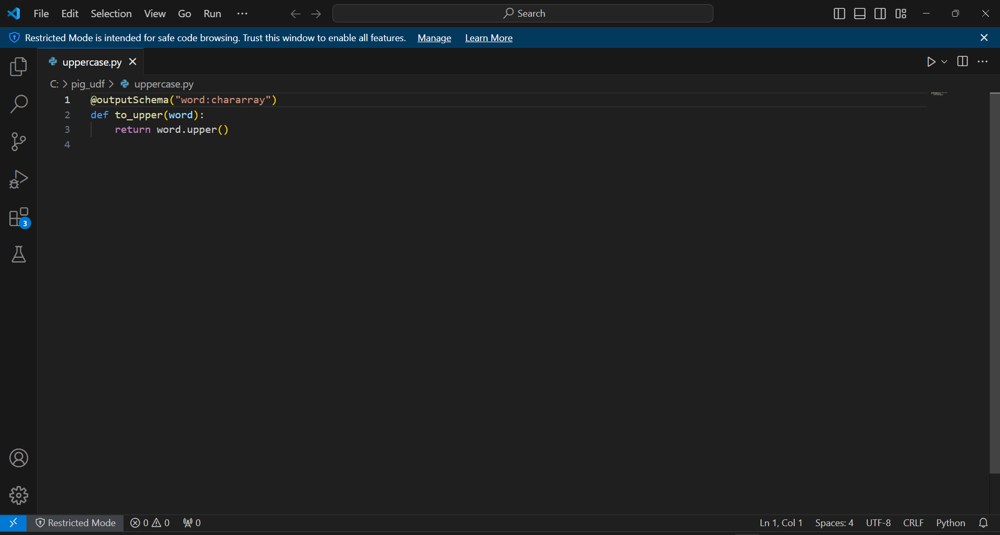 File Edit Selection View Go Run ··· Search
Restricted Mode is intended for safe code browsing. Trust this window to enable all features. Manage Learn More
uppercase.py
C: > pig_udf > uppercase.py
1 @outputSchema("word:chararray")
2 def to_upper(word):
3     return word.upper()
4
3
Restricted Mode 0 0 0 Ln 1, Col 1 Spaces: 4 UTF-8 CRLF Python